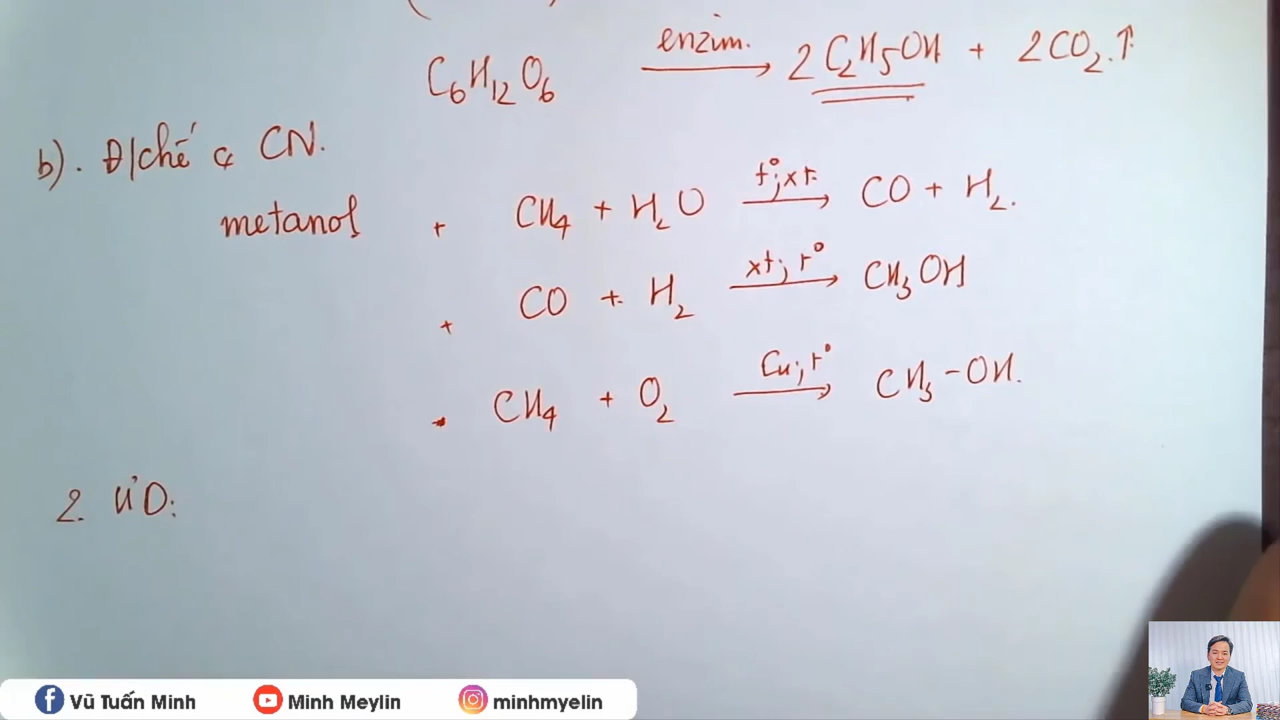 C₆H₁₂O₆ enzim. → 2C₂H₅OH + 2CO₂.↑
b). Đ/chế ȼ CN.
metanol + CH₄ + H₂O t°; xt. → CO + H₂.
+ CO + H₂ xt; t° → CH₃OH
CH₄ + O₂ Cu; t° → CH₃-OH.
2. ƯD:
Vũ Tuấn Minh Minh Meylin minhmyelin